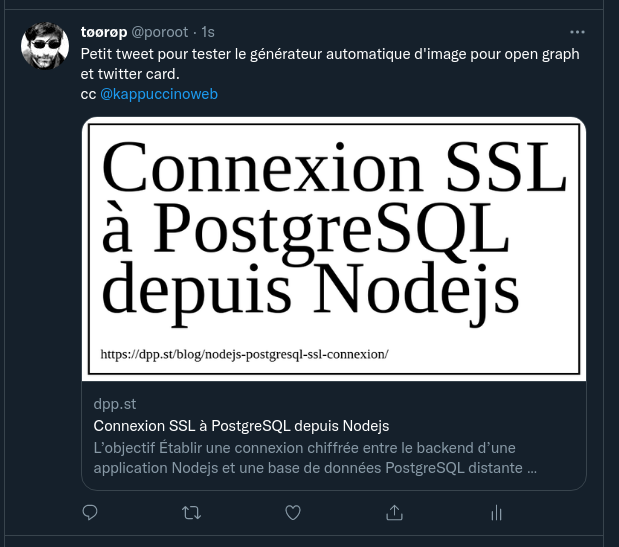 tøørøp @poroot · 1s
Petit tweet pour tester le générateur automatique d'image pour open graph
et twitter card.
cc @kappuccinoweb
Connexion SSL
à PostgreSQL
depuis Nodejs
https://dpp.st/blog/nodejs-postgresql-ssl-connexion/
dpp.st
Connexion SSL à PostgreSQL depuis Nodejs
L’objectif Établir une connexion chiffrée entre le backend d’une
application Nodejs et une base de données PostgreSQL distante ...